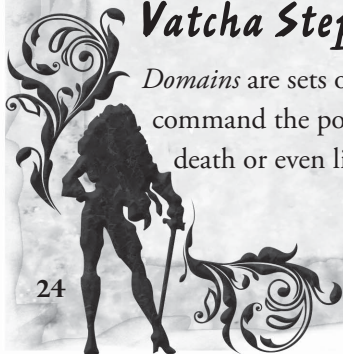 Vatcha Step
Domains are sets o
command the po
death or even li
24